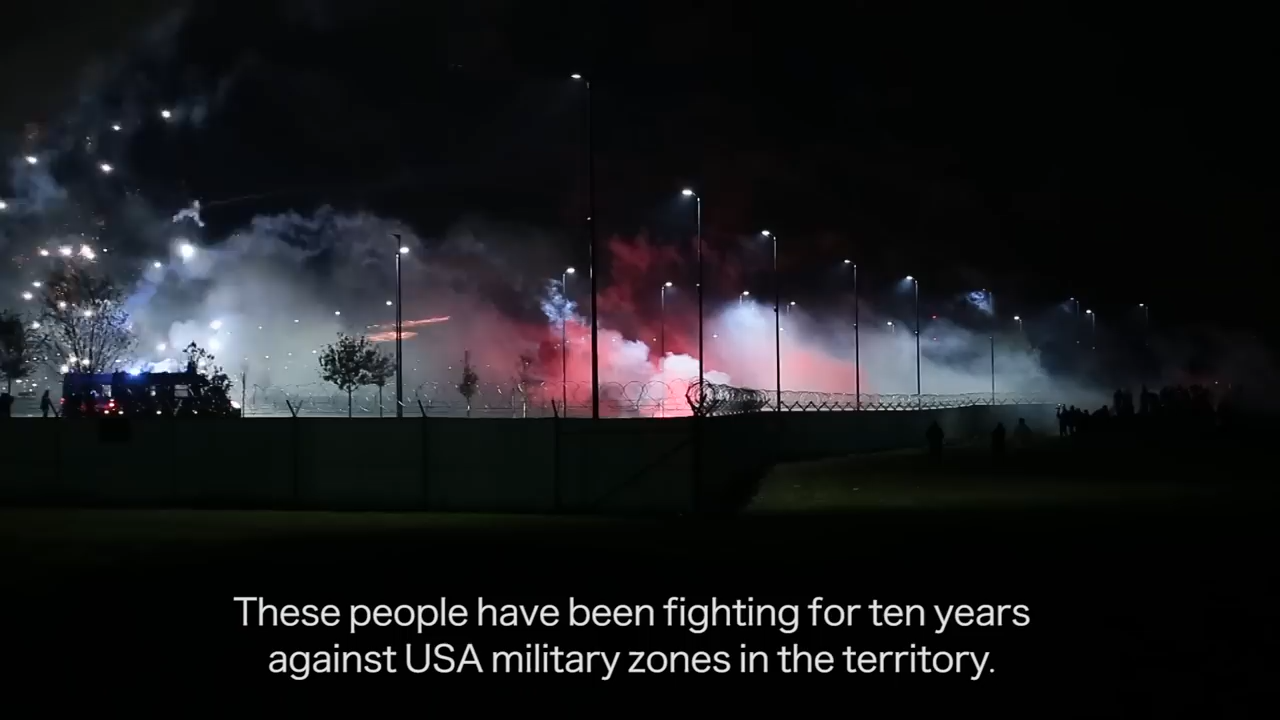 These people have been fighting for ten years
against USA military zones in the territory.